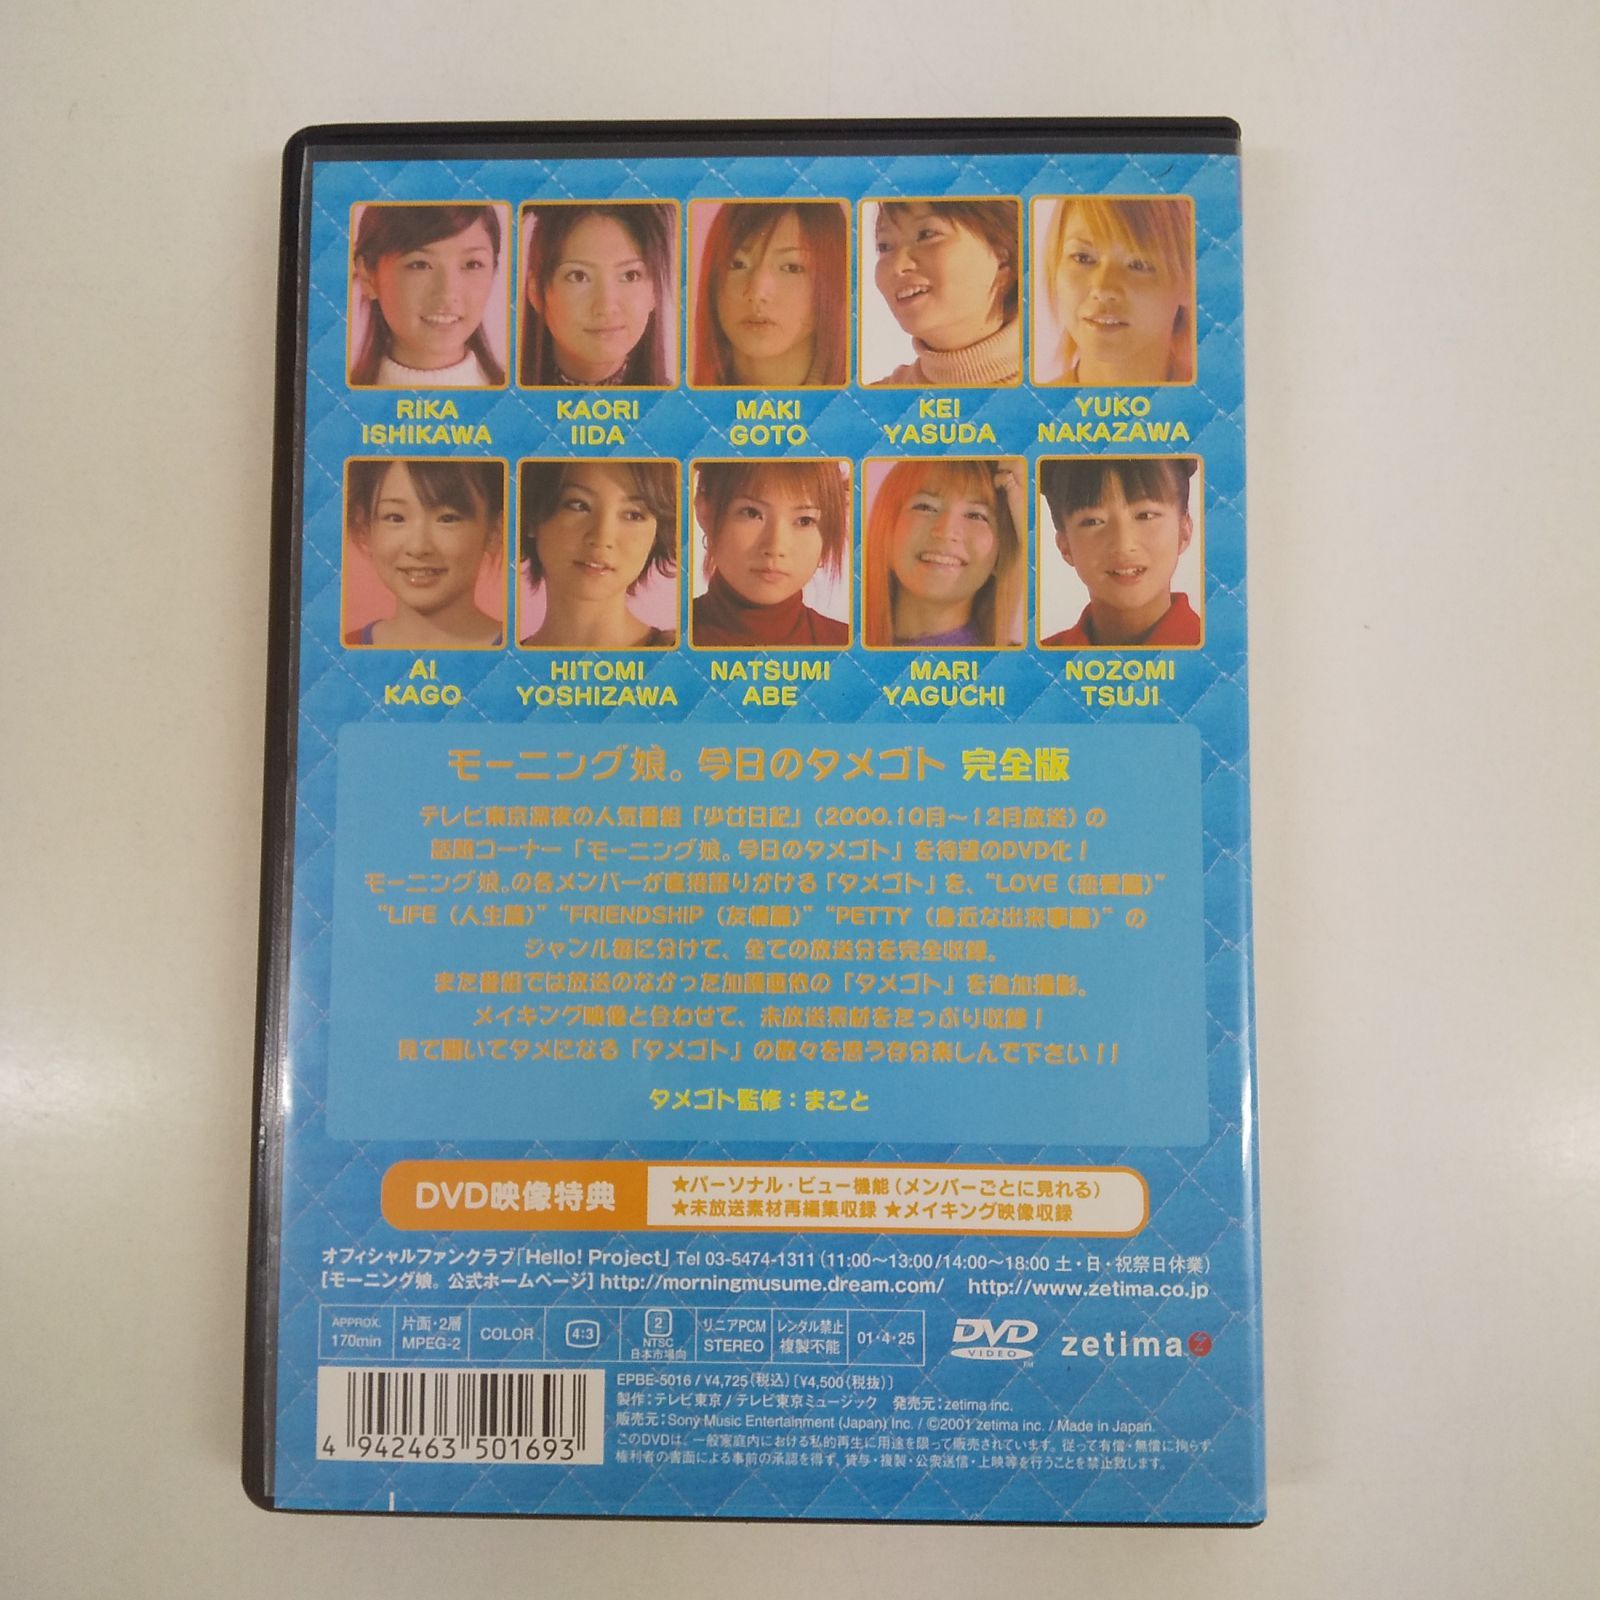 RIKA ISHIKAWA
KAORI IIDA
MAKI GOTO
KEI YASUDA
YUKO NAKAZAWA
AI KAGO
HITOMI YOSHIZAWA
NATSUMI ABE
MARI YAGUCHI
NOZOMI TSUJI
モーニング娘。今日のタメゴト 完全版
テレビ東京深夜の人気番組「少女日記」(2000.10月〜12月放送)の
話題コーナー「モーニング娘。今日のタメゴト」を待望のDVD化!
モーニング娘。の各メンバーが直接語りかける「タメゴト」を、“LOVE(恋愛篇)”
“LIFE(人生篇)”“FRIENDSHIP(友情篇)”“PETTY(身近な出来事篇)”の
ジャンル毎に分けて、全ての放送分を完全収録。
また番組では放送のなかった加護亜依の「タメゴト」を追加撮影。
メイキング映像と合わせて、未放送素材をたっぷり収録!
見て聞いてタメになる「タメゴト」の数々を思う存分楽しんで下さい!!
タメゴト監修:まこと
DVD映像特典
★パーソナル・ビュー機能(メンバーごとに見れる)
★未放送素材再編集収録 ★メイキング映像収録
オフィシャルファンクラブ「Hello! Project」Tel 03-5474-1311(11:00〜13:00/14:00〜18:00 土・日・祝祭日休業)
[モーニング娘。公式ホームページ] http://morningmusume.dream.com/ http://www.zetima.co.jp
APPROX. 170min
片面・2層 MPEG-2
COLOR
4:3
2 NTSC 日本市場向
リニアPCM STEREO
レンタル禁止 複製不能
01・4・25
DVD VIDEO TM
zetima
EPBE-5016/¥4,725(税込)[¥4,500(税抜)]
製作:テレビ東京/テレビ東京ミュージック 発売元:zetima inc.
販売元:Sony Music Entertainment (Japan) Inc. / ©2001 zetima inc. / Made in Japan.
このDVDは、一般家庭内における私的再生に用途を限って販売されています。従って有償・無償に拘らず、
権利者の書面による事前の承認を得ず、貸与・複製・公衆送信・上映等を行うことを禁止致します。
4 942463 501693